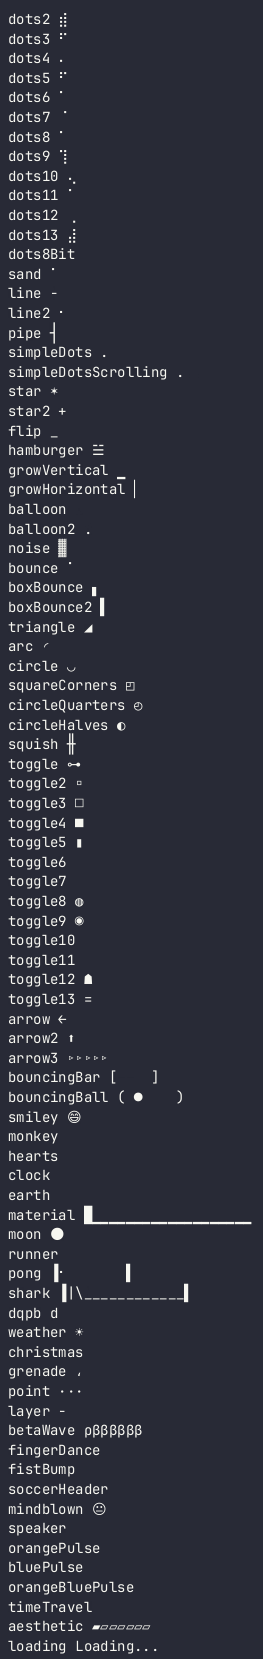 dots2 ⣾
dots3 ⠋
dots4 ⠄
dots5 ⠋
dots6 ⠁
dots7 ⠈
dots8 ⠁
dots9 ⢹
dots10 ⢄
dots11 ⠁
dots12 ⢀
dots13 ⣼
dots8Bit
sand ⠁
line -
line2 ⠂
pipe ┤
simpleDots .
simpleDotsScrolling .
star ✶
star2 +
flip _
hamburger ☱
growVertical ▁
growHorizontal ▏
balloon
balloon2 .
noise ▓
bounce ⠁
boxBounce ▖
boxBounce2 ▌
triangle ◢
arc ◜
circle ◡
squareCorners ◰
circleQuarters ◴
circleHalves ◐
squish ╫
toggle ⊶
toggle2 ▫
toggle3 □
toggle4 ■
toggle5 ▮
toggle6
toggle7
toggle8 ◍
toggle9 ◉
toggle10
toggle11
toggle12 ☗
toggle13 =
arrow ←
arrow2 ⬆
arrow3 ▹▹▹▹▹
bouncingBar [    ]
bouncingBall ( ●    )
smiley 😄
monkey
hearts
clock
earth
material █▁▁▁▁▁▁▁▁▁▁▁▁▁▁▁▁▁▁▁
moon 🌑
runner
pong ▐⠂       ▌
shark ▐|\____________▌
dqpb d
weather ☀
christmas
grenade ،
point ∙∙∙
layer -
betaWave ρββββββ
fingerDance
fistBump
soccerHeader
mindblown 😐
speaker
orangePulse
bluePulse
orangeBluePulse
timeTravel
aesthetic ▰▱▱▱▱▱▱
loading Loading...